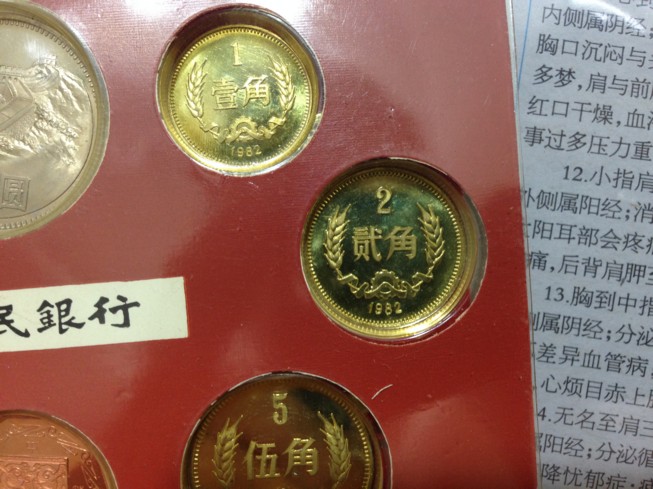 1
壹角
1982
圆
2
贰角
1982
民銀行
5
伍角
内侧属阴经;
胸口沉闷与
多梦,肩与前
红口干燥,血
事过多压力重
12.小指肩
外侧属阳经;消
阳耳部会疼
痛,后背肩胛
13.胸到中指
侧属阴经;分泌
差异血管病,
心烦目赤上
4.无名至肩三
属阳经;分泌循
降忧郁症;